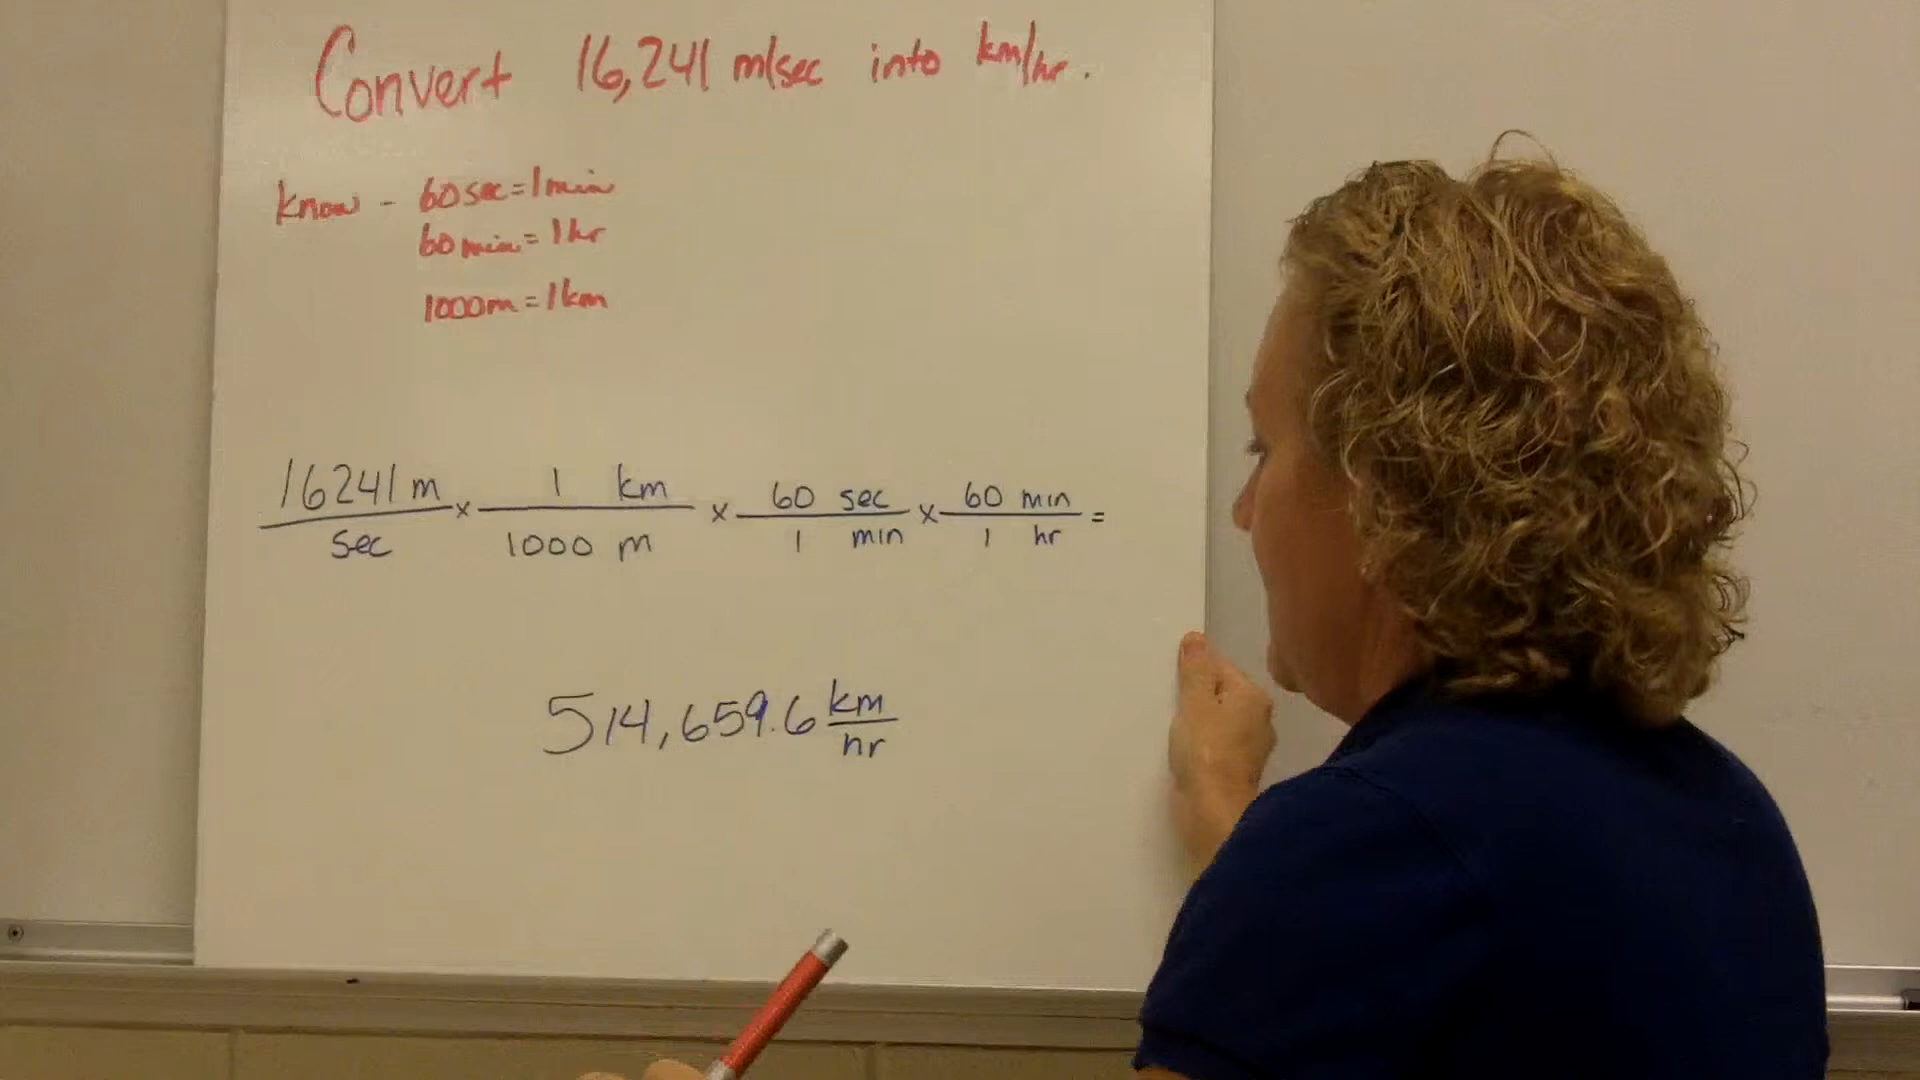 Convert 16,241 m/sec into km/hr.
know - 60 sec = 1 min
60 min = 1 hr
1000m = 1 km
16241 m / sec × 1 km / 1000 m × 60 sec / 1 min × 60 min / 1 hr =
514,659.6 km / hr